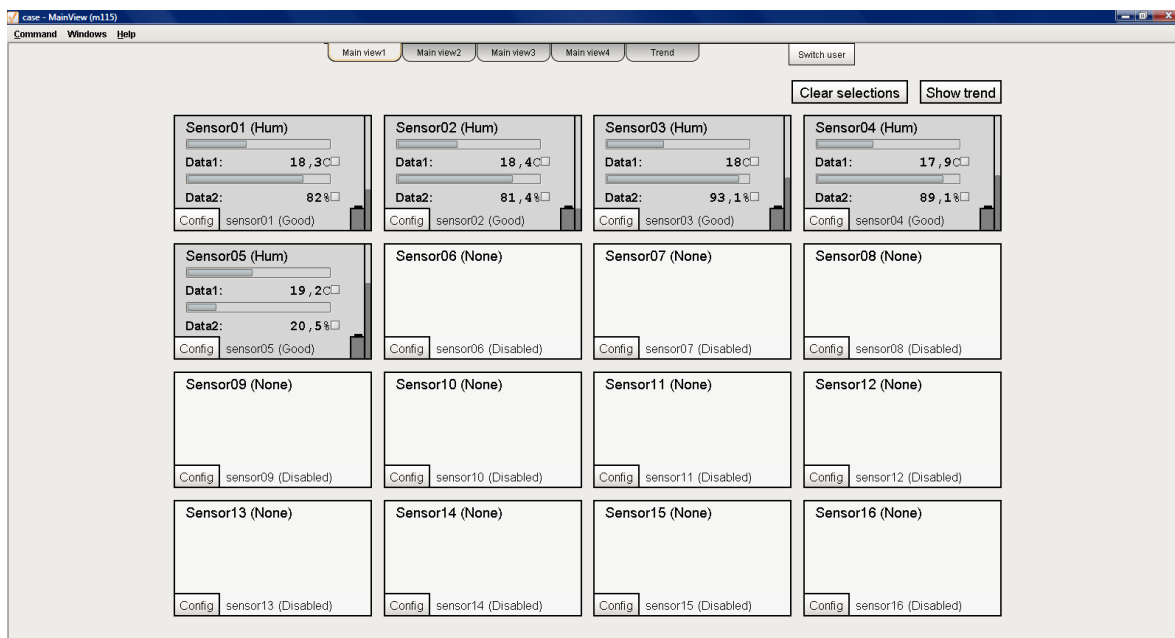 case - MainView (m115)
Command Windows Help
Main view1 Main view2 Main view3 Main view4 Trend Switch user
Clear selections Show trend
Sensor01 (Hum) Sensor02 (Hum) Sensor03 (Hum) Sensor04 (Hum)
Data1: 18,3C Data1: 18,4C Data1: 18C Data1: 17,9C
Data2: 82% Data2: 81,4% Data2: 93,1% Data2: 89,1%
Config sensor01 (Good) Config sensor02 (Good) Config sensor03 (Good) Config sensor04 (Good)
Sensor05 (Hum) Sensor06 (None) Sensor07 (None) Sensor08 (None)
Data1: 19,2C
Data2: 20,5%
Config sensor05 (Good) Config sensor06 (Disabled) Config sensor07 (Disabled) Config sensor08 (Disabled)
Sensor09 (None) Sensor10 (None) Sensor11 (None) Sensor12 (None)
Config sensor09 (Disabled) Config sensor10 (Disabled) Config sensor11 (Disabled) Config sensor12 (Disabled)
Sensor13 (None) Sensor14 (None) Sensor15 (None) Sensor16 (None)
Config sensor13 (Disabled) Config sensor14 (Disabled) Config sensor15 (Disabled) Config sensor16 (Disabled)